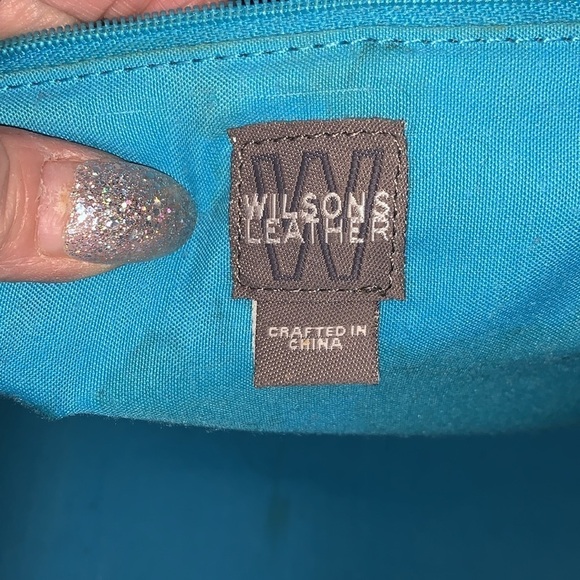 W
WILSONS
LEATHER
CRAFTED IN
CHINA